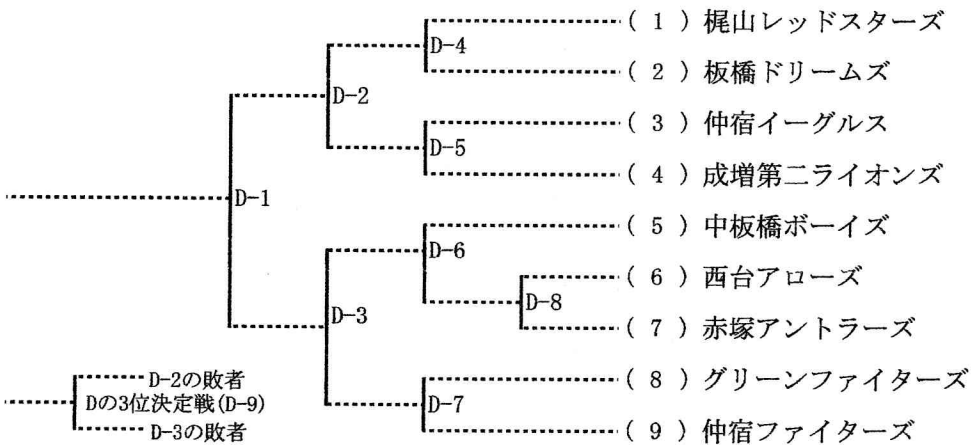 ( 1 ) 梶山レッドスターズ
D-4
( 2 ) 板橋ドリームズ
D-2
( 3 ) 仲宿イーグルス
D-5
( 4 ) 成増第二ライオンズ
D-1
( 5 ) 中板橋ボーイズ
D-6
( 6 ) 西台アローズ
D-8
( 7 ) 赤塚アントラーズ
D-3
( 8 ) グリーンファイターズ
D-7
( 9 ) 仲宿ファイターズ
D-2の敗者
Dの3位決定戦(D-9)
D-3の敗者